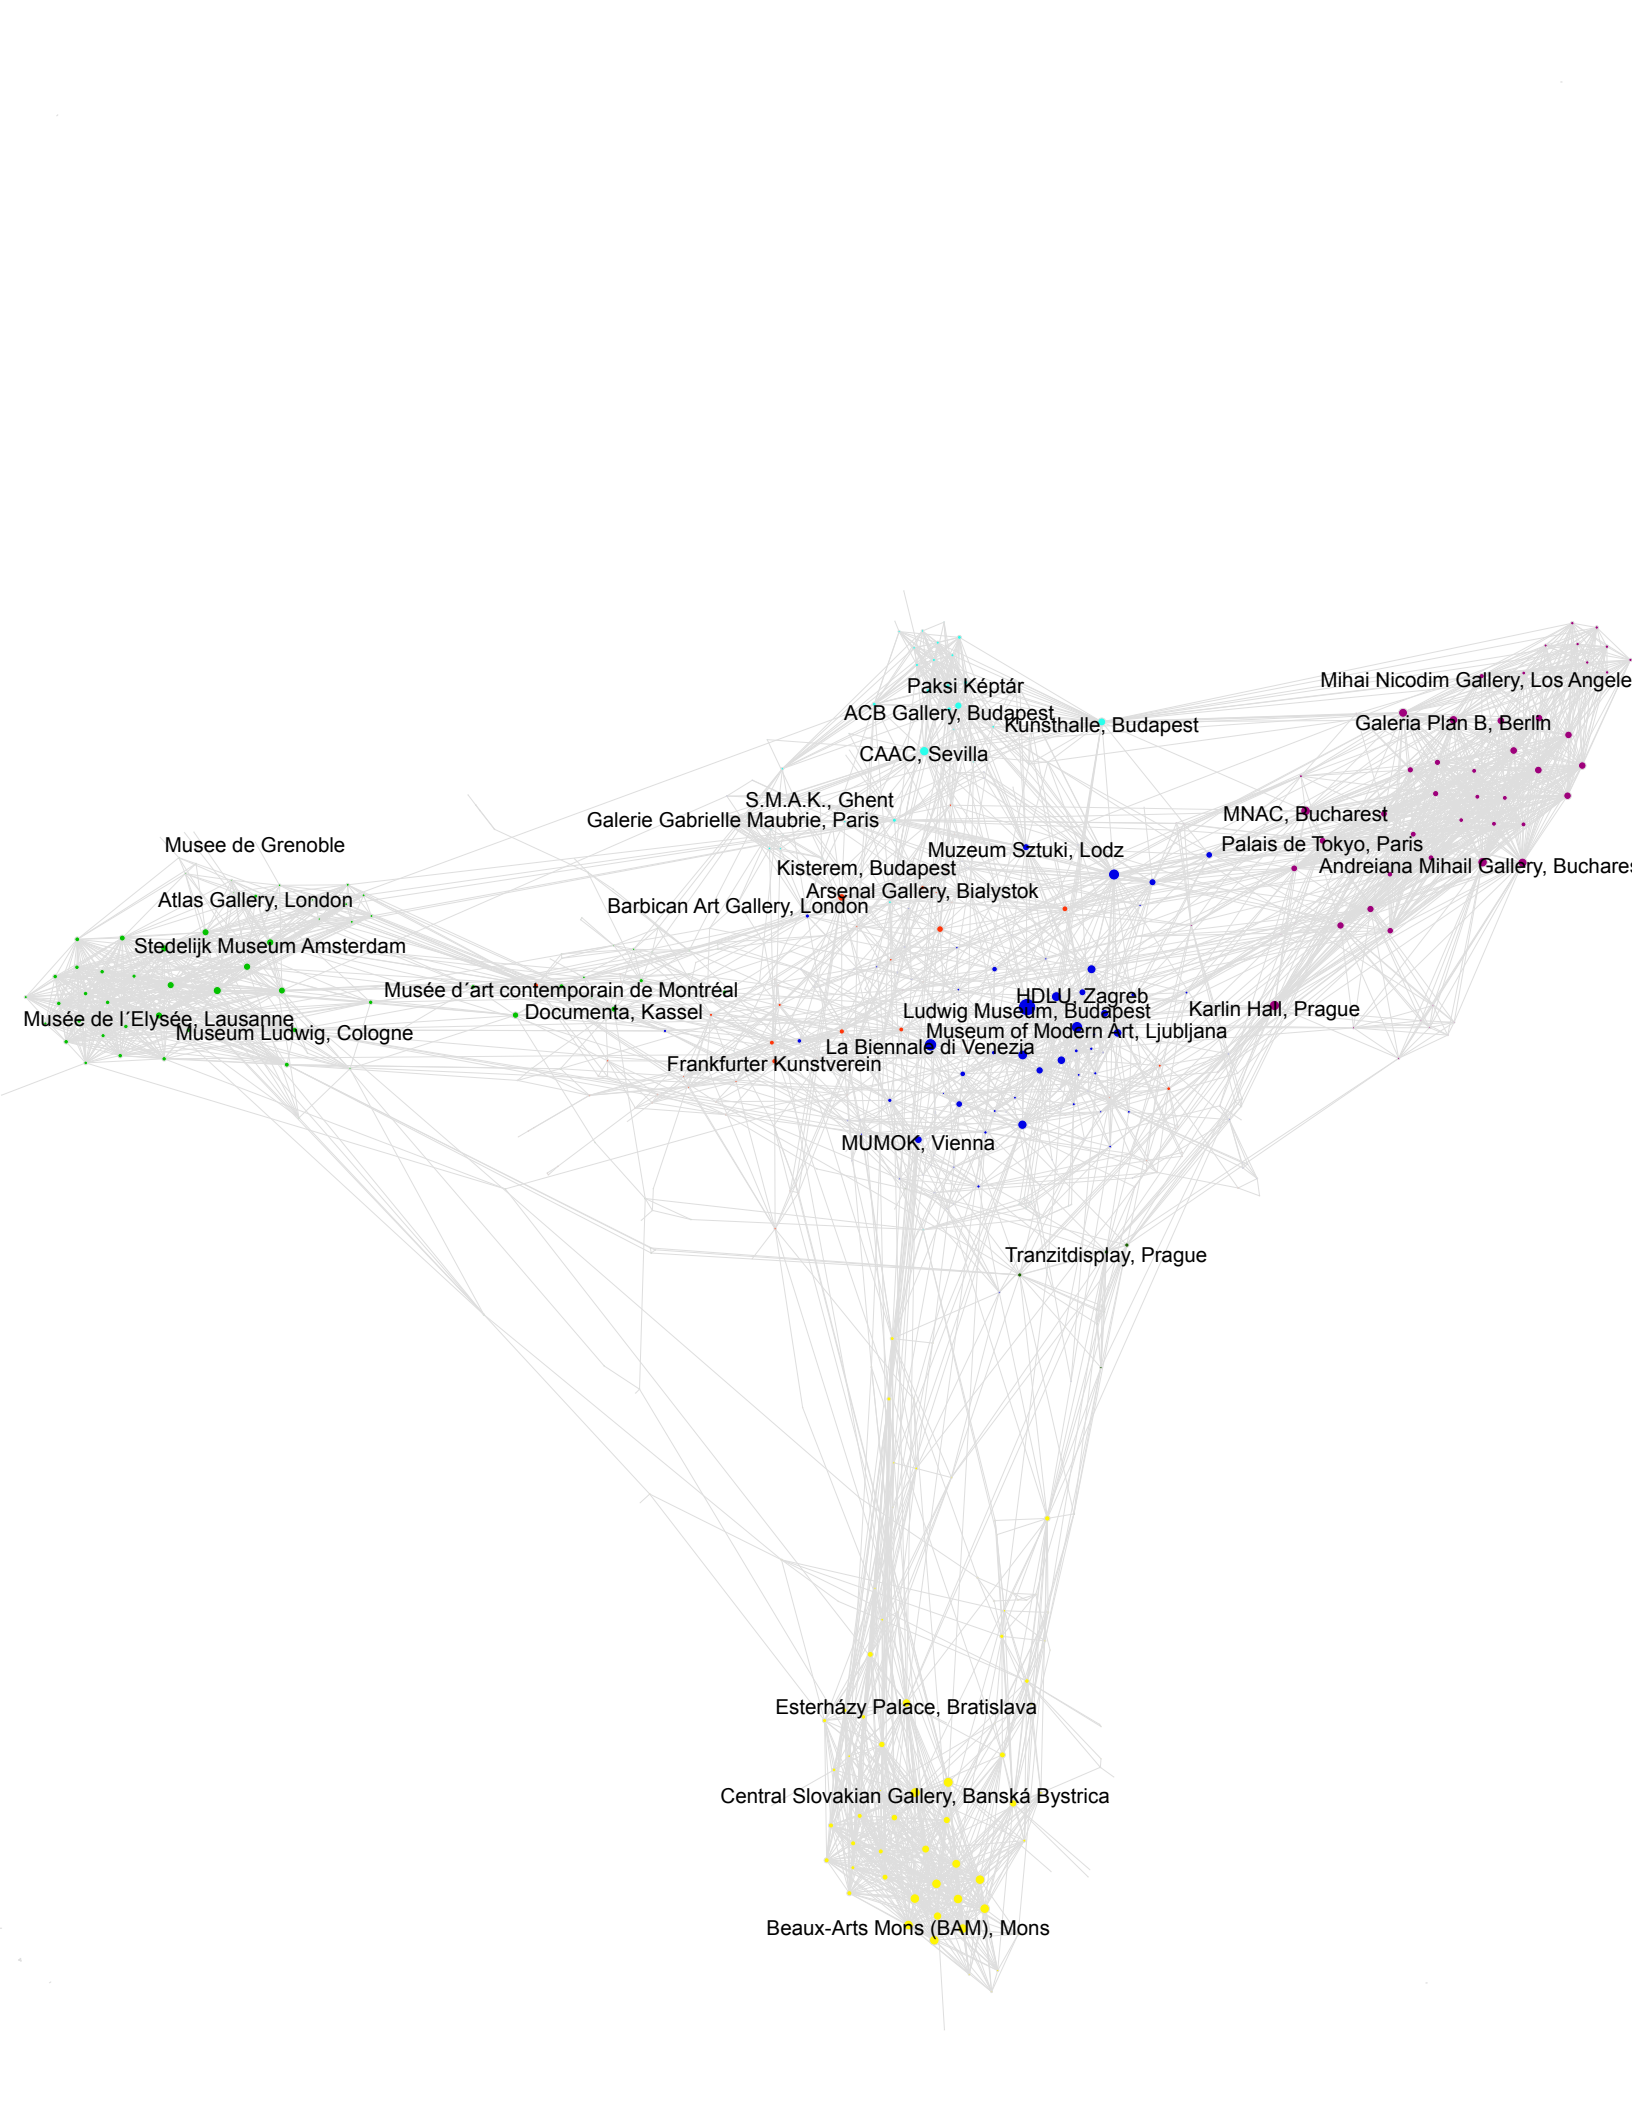 Mihai Nicodim Gallery, Los Angele
Paksi Képtár
ACB Gallery, Budapest
Kunsthalle, Budapest
Galeria Plan B, Berlin
CAAC, Sevilla
S.M.A.K., Ghent
Galerie Gabrielle Maubrie, Paris
MNAC, Bucharest
Musee de Grenoble
Muzeum Sztuki, Lodz
Palais de Tokyo, Paris
Kisterem, Budapest
Andreiana Mihail Gallery, Buchares
Arsenal Gallery, Bialystok
Atlas Gallery, London
Barbican Art Gallery, London
Stedelijk Museum Amsterdam
Musée d´art contemporain de Montréal
HDLU, Zagreb
Documenta, Kassel
Ludwig Museum, Budapest
Karlin Hall, Prague
Musée de l´Elysée, Lausanne
Museum Ludwig, Cologne
Museum of Modern Art, Ljubljana
La Biennale di Venezia
Frankfurter Kunstverein
MUMOK, Vienna
Tranzitdisplay, Prague
Esterházy Palace, Bratislava
Central Slovakian Gallery, Banská Bystrica
Beaux-Arts Mons (BAM), Mons